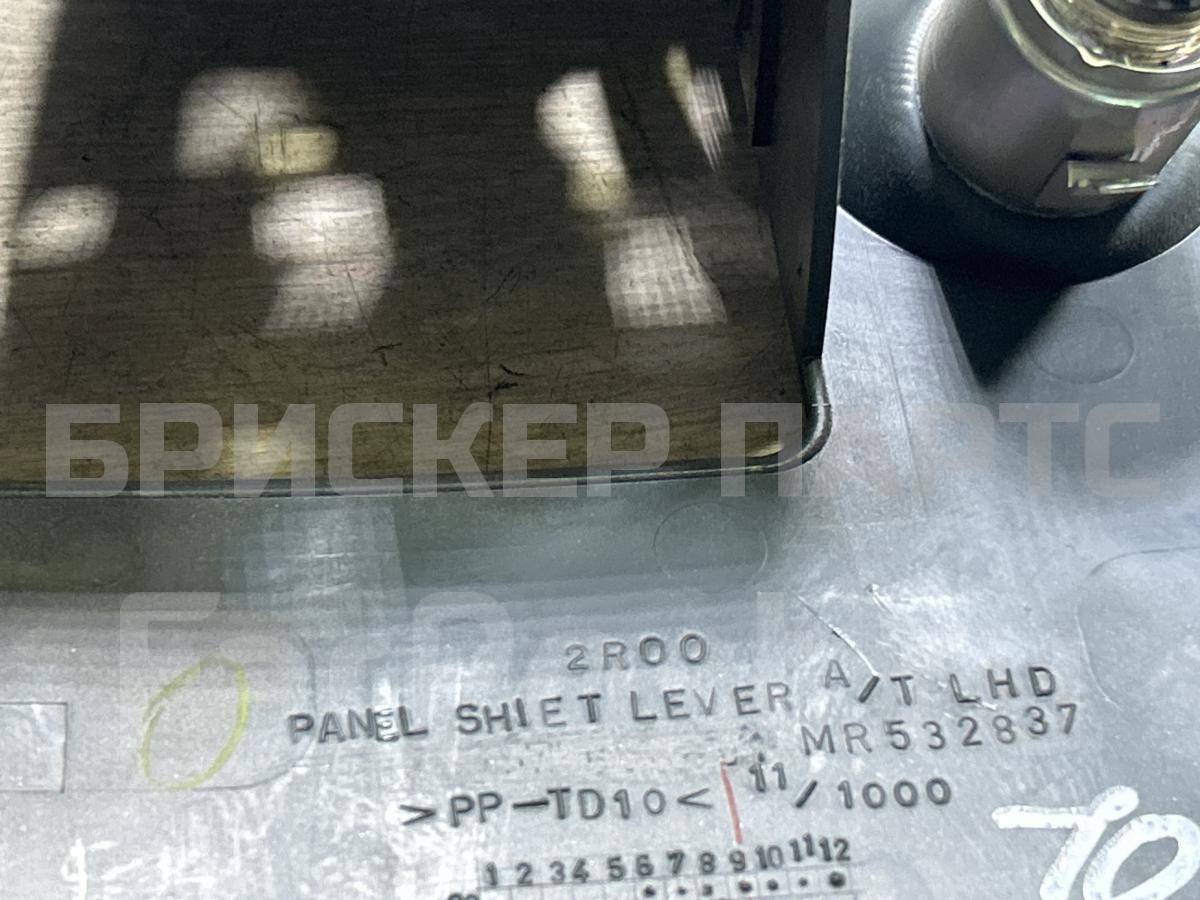 БРИСКЕР ПАРТС
2R00
PANEL SHIET LEVER A/T LHD
MR532837
>PP-TD10< 11/1000
1 2 3 4 5 6 7 8 9 10 11 12